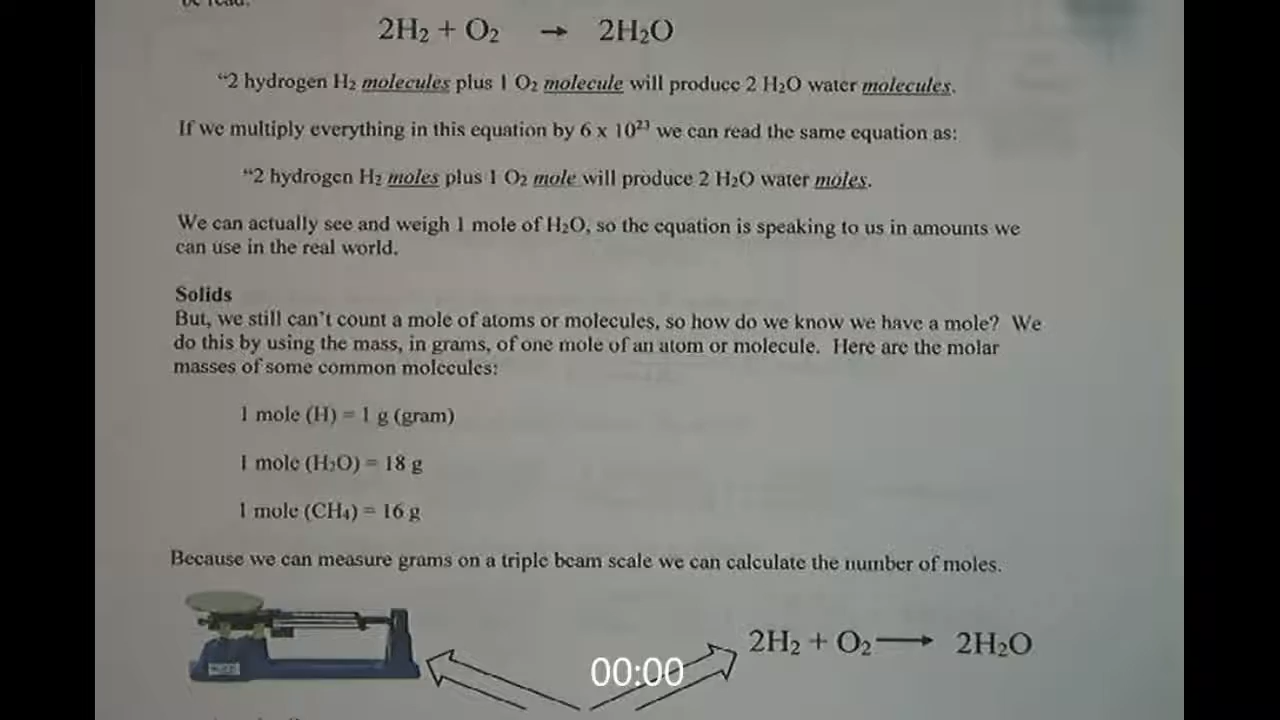 be read:
2H₂ + O₂ → 2H₂O
“2 hydrogen H₂ molecules plus 1 O₂ molecule will produce 2 H₂O water molecules.
If we multiply everything in this equation by 6 x 10²³ we can read the same equation as:
“2 hydrogen H₂ moles plus 1 O₂ mole will produce 2 H₂O water moles.
We can actually see and weigh 1 mole of H₂O, so the equation is speaking to us in amounts we
can use in the real world.
Solids
But, we still can’t count a mole of atoms or molecules, so how do we know we have a mole? We
do this by using the mass, in grams, of one mole of an atom or molecule. Here are the molar
masses of some common molecules:
1 mole (H) = 1 g (gram)
1 mole (H₂O) = 18 g
1 mole (CH₄) = 16 g
Because we can measure grams on a triple beam scale we can calculate the number of moles.
2H₂ + O₂ → 2H₂O
00:00